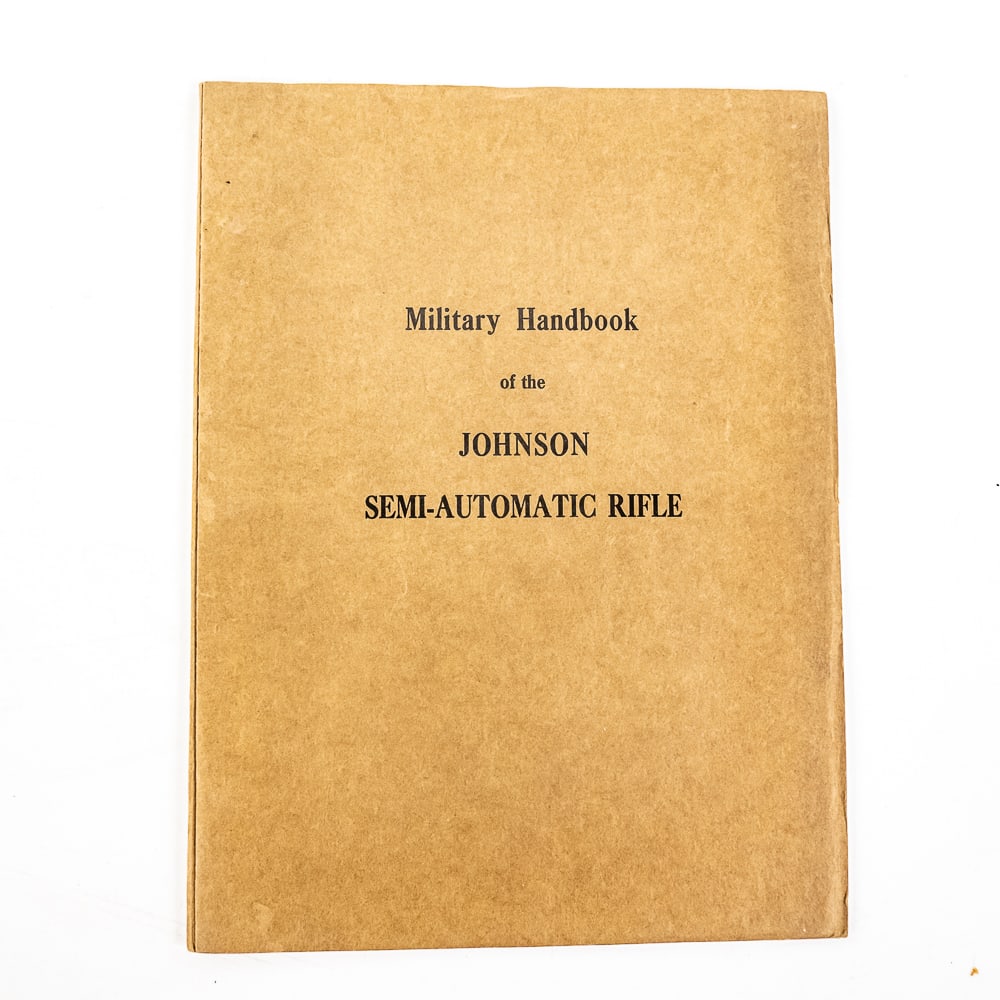 Military Handbook
of the
JOHNSON
SEMI-AUTOMATIC RIFLE